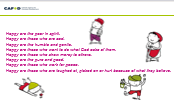 CAFOD
Happy are the poor in spirit.
Happy are those who are sad.
Happy are the humble and gentle.
Happy are those who want to do what God asks of them.
Happy are those who show mercy to others.
Happy are the pure and good.
Happy are those who work for peace.
Happy are those who are laughed at, picked on or hurt because of what they believe.